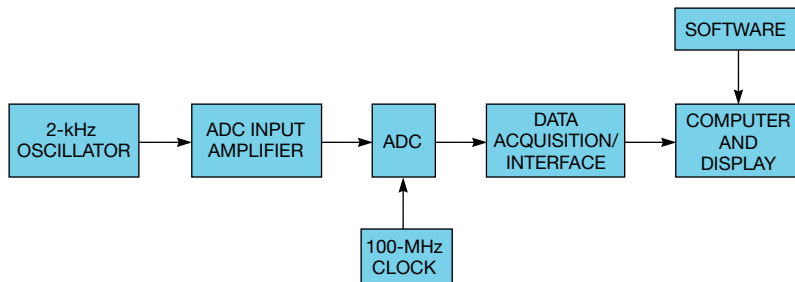 SOFTWARE
2-kHz
OSCILLATOR
ADC INPUT
AMPLIFIER
ADC
DATA
ACQUISITION/
INTERFACE
COMPUTER
AND
DISPLAY
100-MHz
CLOCK